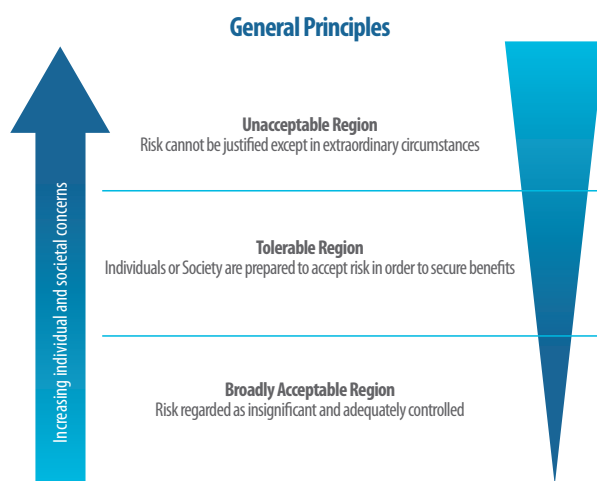 General Principles
Unacceptable Region
Risk cannot be justified except in extraordinary circumstances
Tolerable Region
Individuals or Society are prepared to accept risk in order to secure benefits
Broadly Acceptable Region
Risk regarded as insignificant and adequately controlled
Increasing individual and societal concerns